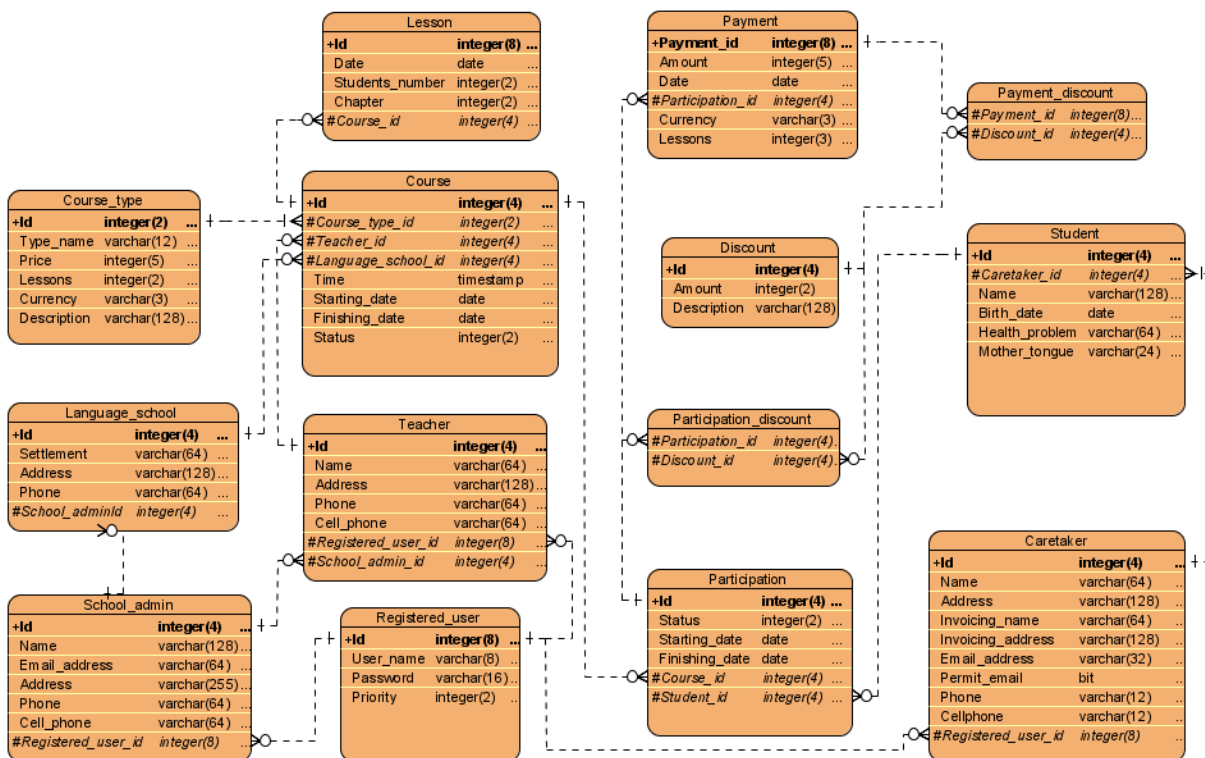 Lesson
+Id integer(8) ...
Date date ...
Students_number integer(2) ...
Chapter integer(2) ...
#Course_id integer(4) ...
Payment
+Payment_id integer(8) ...
Amount integer(5) ...
Date date ...
#Participation_id integer(4) ...
Currency varchar(3) ...
Lessons integer(3) ...
Payment_discount
#Payment_id integer(8)...
#Discount_id integer(4)...
Course_type
+Id integer(2) ...
Type_name varchar(12) ...
Price integer(5) ...
Lessons integer(2) ...
Currency varchar(3) ...
Description varchar(128)...
Course
+Id integer(4) ...
#Course_type_id integer(2) ...
#Teacher_id integer(4) ...
#Language_school_id integer(4) ...
Time timestamp ...
Starting_date date ...
Finishing_date date ...
Status integer(2) ...
Discount
+Id integer(4)
Amount integer(2)
Description varchar(128)
Student
+Id integer(4) ...
#Caretaker_id integer(4) ...
Name varchar(128) ...
Birth_date date ...
Health_problem varchar(64) ...
Mother_tongue varchar(24) ...
Language_school
+Id integer(4) ...
Settlement varchar(64) ...
Address varchar(128)...
Phone varchar(64) ...
#School_adminId integer(4) ...
Teacher
+Id integer(4) ...
Name varchar(64) ...
Address varchar(128)...
Phone varchar(64) ...
Cell_phone varchar(64) ...
#Registered_user_id integer(8) ...
#School_admin_id integer(4) ...
Participation_discount
#Participation_id integer(4)..
#Discount_id integer(4)..
School_admin
+Id integer(4) ...
Name varchar(128)...
Email_address varchar(64) ...
Address varchar(255)...
Phone varchar(64) ...
Cell_phone varchar(64) ...
#Registered_user_id integer(8) ...
Registered_user
+Id integer(8) ...
User_name varchar(8) ..
Password varchar(16) ..
Priority integer(2) ..
Participation
+Id integer(4) ...
Status integer(2) ...
Starting_date date ...
Finishing_date date ...
#Course_id integer(4) ...
#Student_id integer(4) ...
Caretaker
+Id integer(4) ...
Name varchar(64) ..
Address varchar(128) ..
Invoicing_name varchar(64) ..
Invoicing_address varchar(128) ..
Email_address varchar(32) ..
Permit_email bit ..
Phone varchar(12) ..
Cellphone varchar(12) ..
#Registered_user_id integer(8) ..